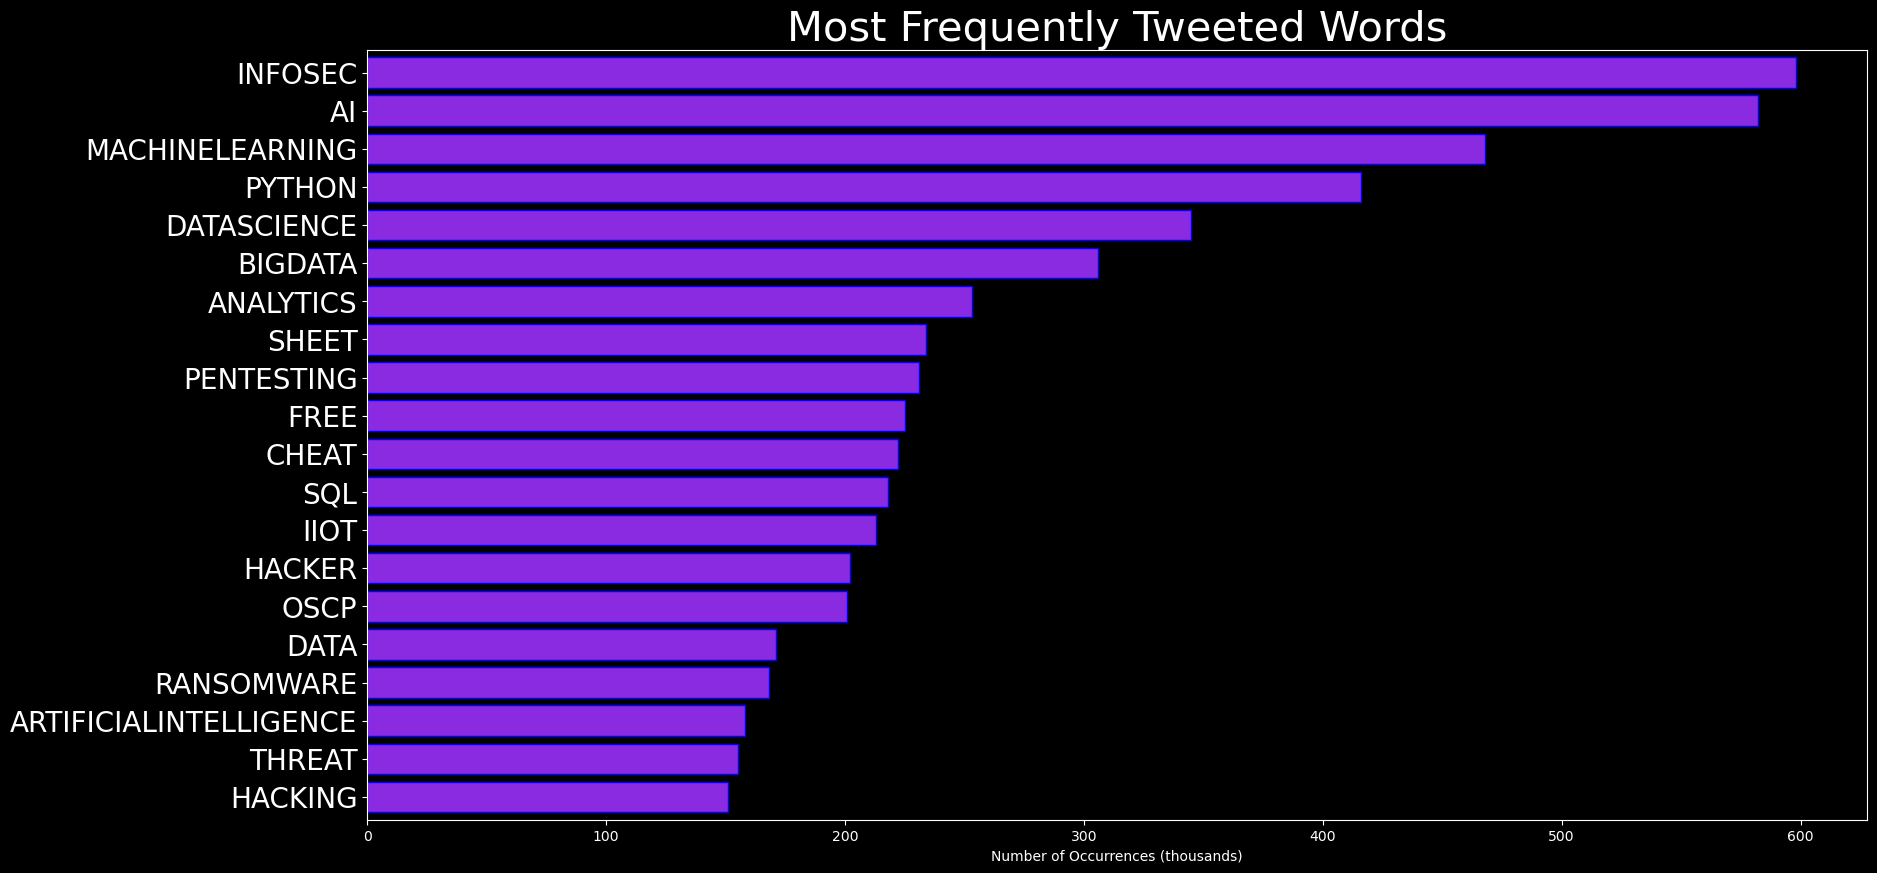 Most Frequently Tweeted Words
INFOSEC
AI
MACHINELEARNING
PYTHON
DATASCIENCE
BIGDATA
ANALYTICS
SHEET
PENTESTING
FREE
CHEAT
SQL
IIOT
HACKER
OSCP
DATA
RANSOMWARE
ARTIFICIALINTELLIGENCE
THREAT
HACKING
0 100 200 300 400 500 600
Number of Occurrences (thousands)